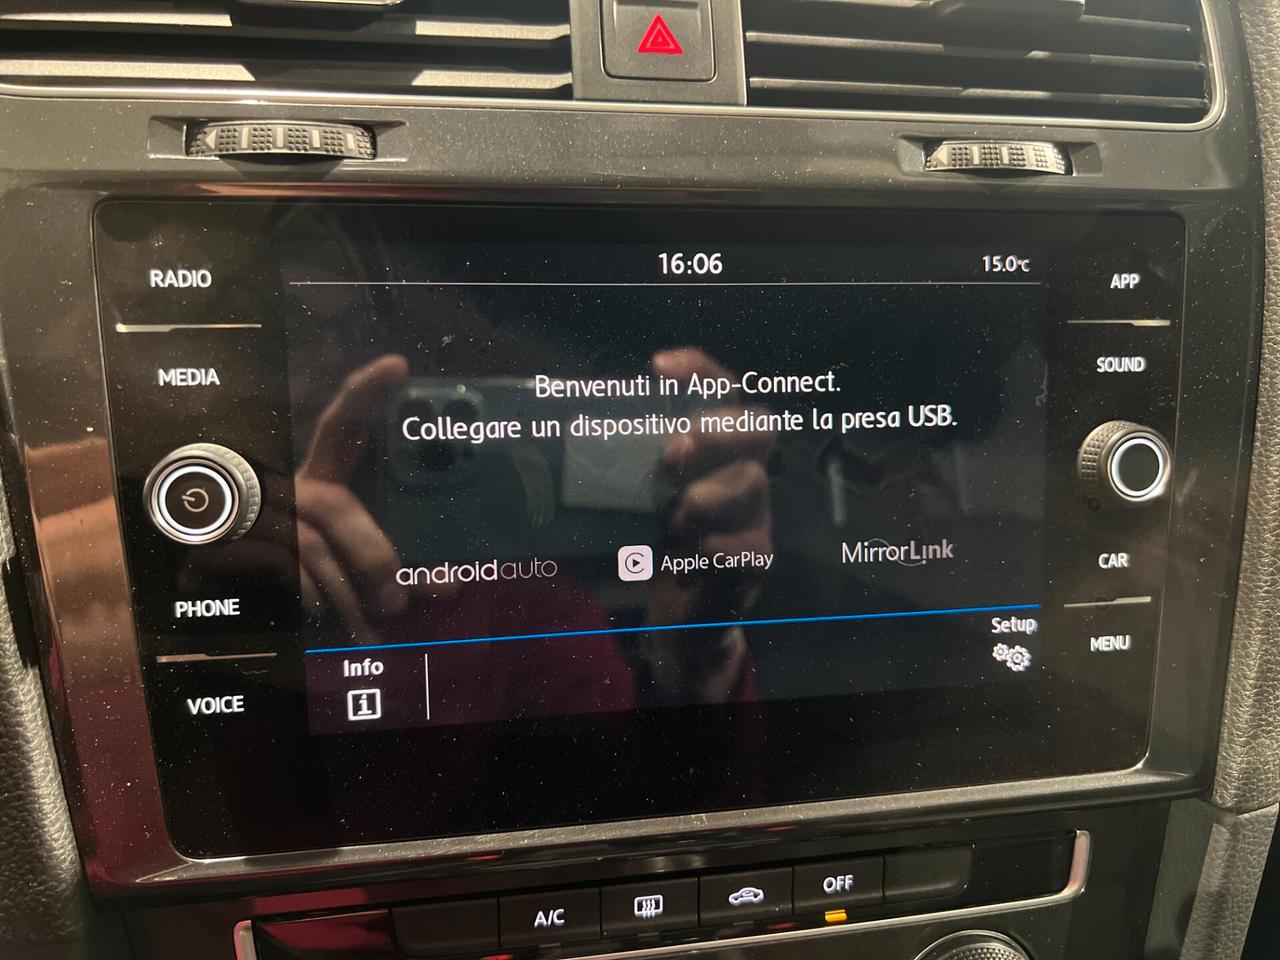 16:06
15.0°C
RADIO
MEDIA
PHONE
VOICE
Benvenuti in App-Connect.
Collegare un dispositivo mediante la presa USB.
androidauto
Apple CarPlay
MirrorLink
Info
i
Setup
APP
SOUND
CAR
MENU
A/C
OFF